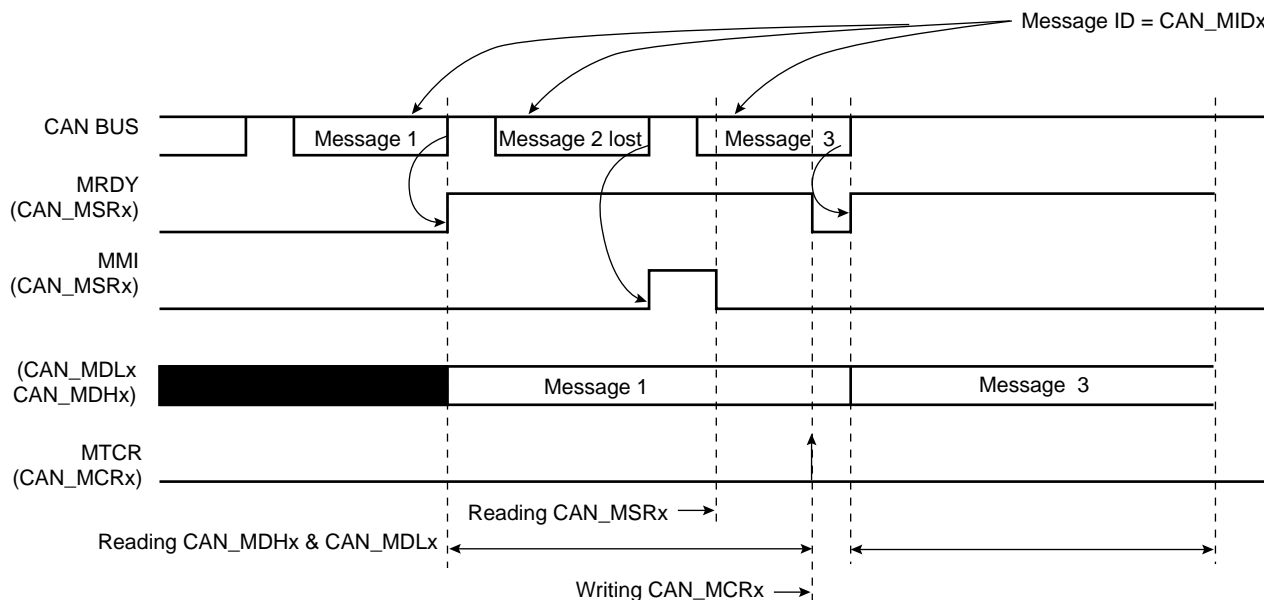 Message ID = CAN_MIDx
CAN BUS
Message 1
Message 2 lost
Message 3
MRDY
(CAN_MSRx)
MMI
(CAN_MSRx)
(CAN_MDLx
CAN_MDHx)
Message 1
Message 3
MTCR
(CAN_MCRx)
Reading CAN_MSRx
Reading CAN_MDHx & CAN_MDLx
Writing CAN_MCRx